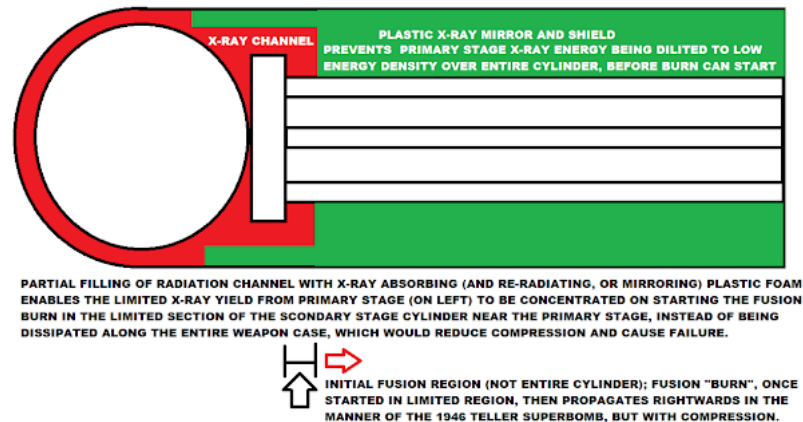 X-RAY CHANNEL
PLASTIC X-RAY MIRROR AND SHIELD
PREVENTS PRIMARY STAGE X-RAY ENERGY BEING DILITED TO LOW
ENERGY DENSITY OVER ENTIRE CYLINDER, BEFORE BURN CAN START
PARTIAL FILLING OF RADIATION CHANNEL WITH X-RAY ABSORBING (AND RE-RADIATING, OR MIRRORING) PLASTIC FOAM
ENABLES THE LIMITED X-RAY YIELD FROM PRIMARY STAGE (ON LEFT) TO BE CONCENTRATED ON STARTING THE FUSION
BURN IN THE LIMITED SECTION OF THE SCONDARY STAGE CYLINDER NEAR THE PRIMARY STAGE, INSTEAD OF BEING
DISSIPATED ALONG THE ENTIRE WEAPON CASE, WHICH WOULD REDUCE COMPRESSION AND CAUSE FAILURE.
INITIAL FUSION REGION (NOT ENTIRE CYLINDER); FUSION "BURN", ONCE
STARTED IN LIMITED REGION, THEN PROPAGATES RIGHTWARDS IN THE
MANNER OF THE 1946 TELLER SUPERBOMB, BUT WITH COMPRESSION.